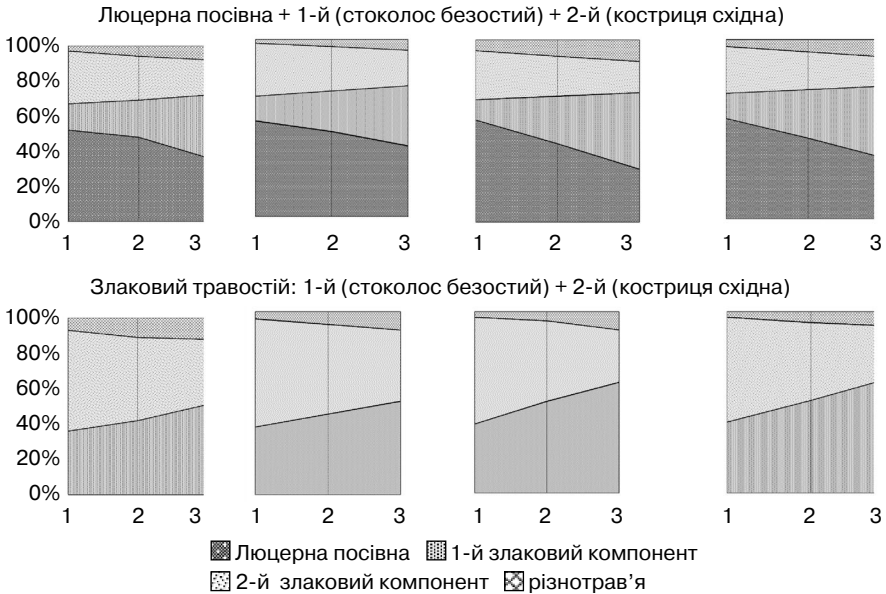 Люцерна посівна + 1-й (стоколос безостий) + 2-й (костриця східна)
100%
80%
60%
40%
20%
0%
1 2 3 1 2 3 1 2 3 1 2 3
Злаковий травостій: 1-й (стоколос безостий) + 2-й (костриця східна)
100%
80%
60%
40%
20%
0%
1 2 3 1 2 3 1 2 3 1 2 3
Люцерна посівна 1-й злаковий компонент
2-й злаковий компонент різнотрав’я